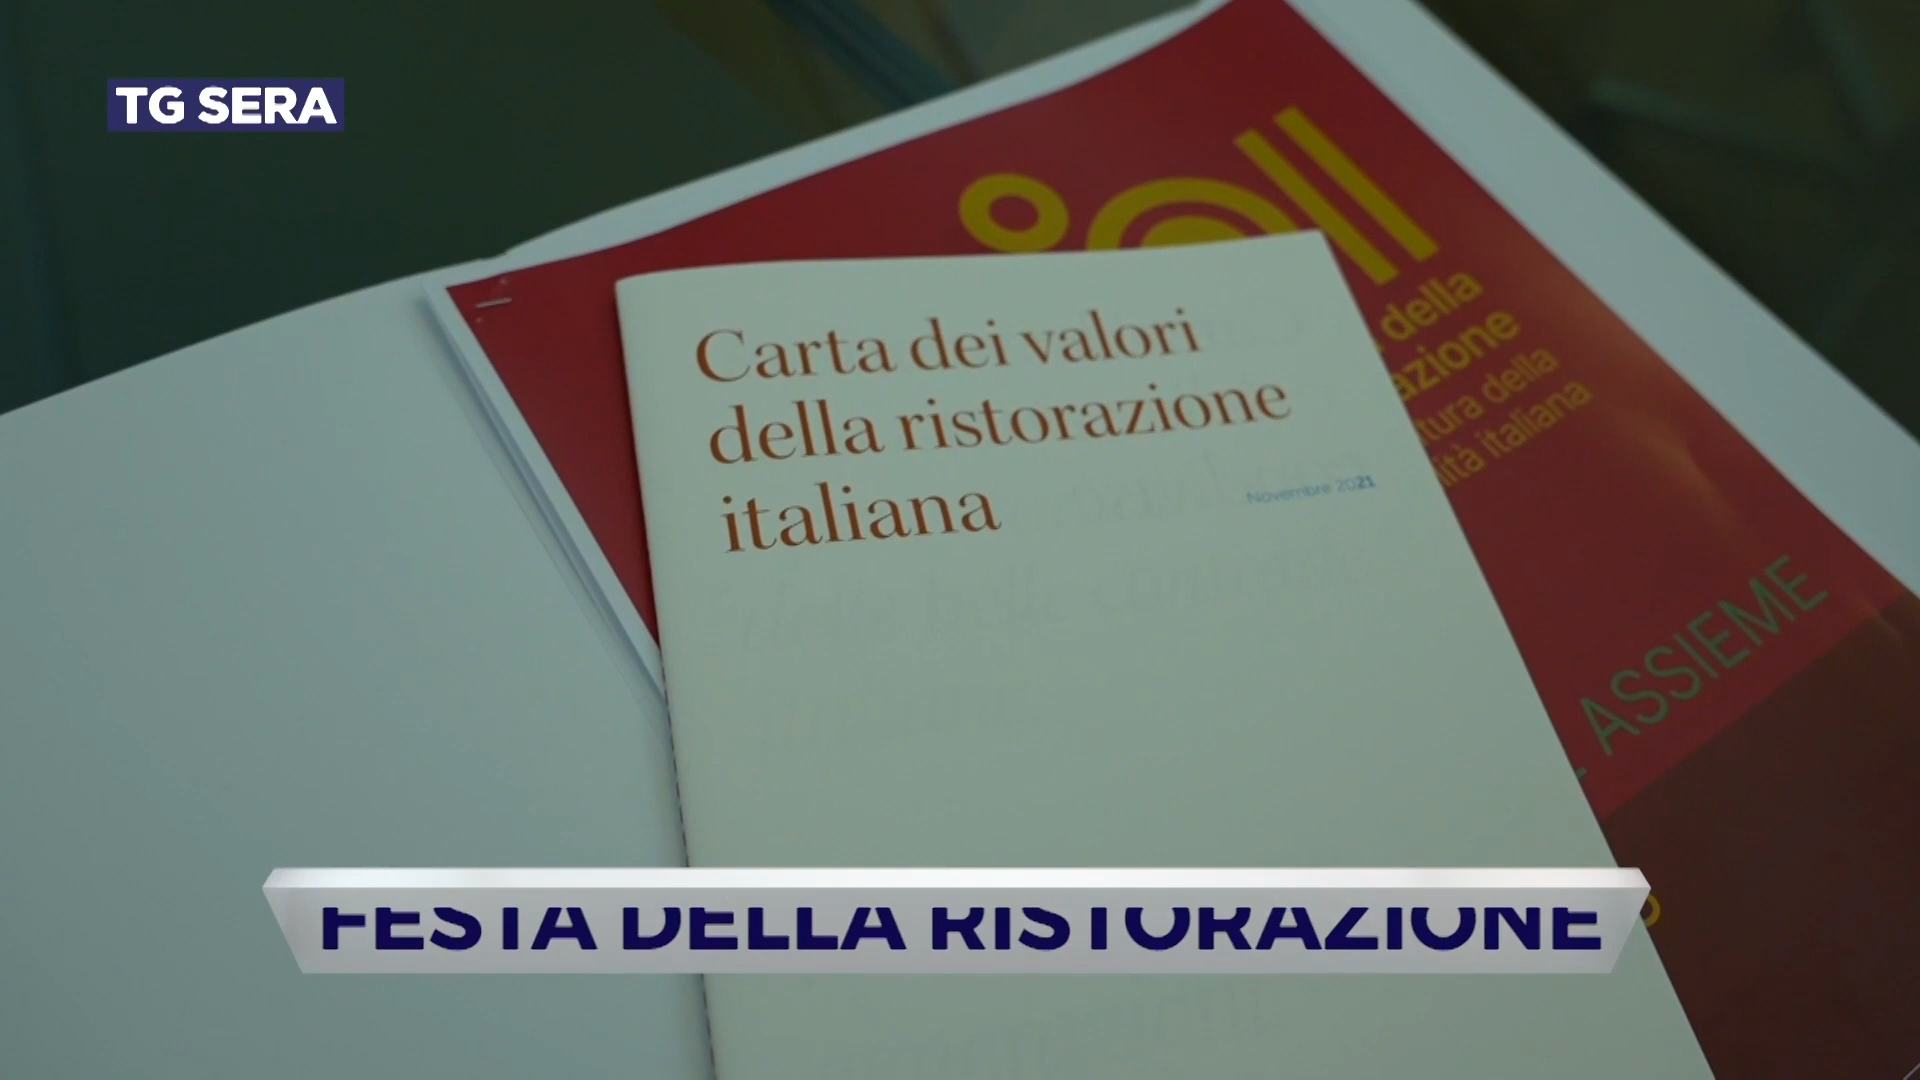 TG SERA
della
azione
tura della
ità italiana
Carta dei valori
della ristorazione
italiana
Novembre 2021
ASSIEME
FESTA DELLA RISTORAZIONE